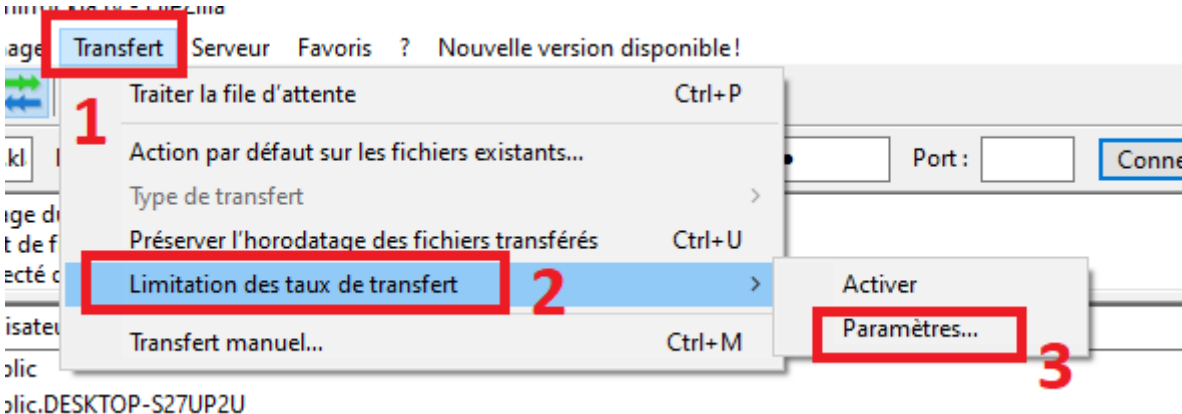 Transfert Serveur Favoris ? Nouvelle version disponible!
1
Traiter la file d'attente Ctrl+P
Action par défaut sur les fichiers existants...
Port : 
Type de transfert >
Préserver l'horodatage des fichiers transférés Ctrl+U
Limitation des taux de transfert 2 >
Activer
Paramètres... 3
Transfert manuel... Ctrl+M
DESKTOP-S27UP2U